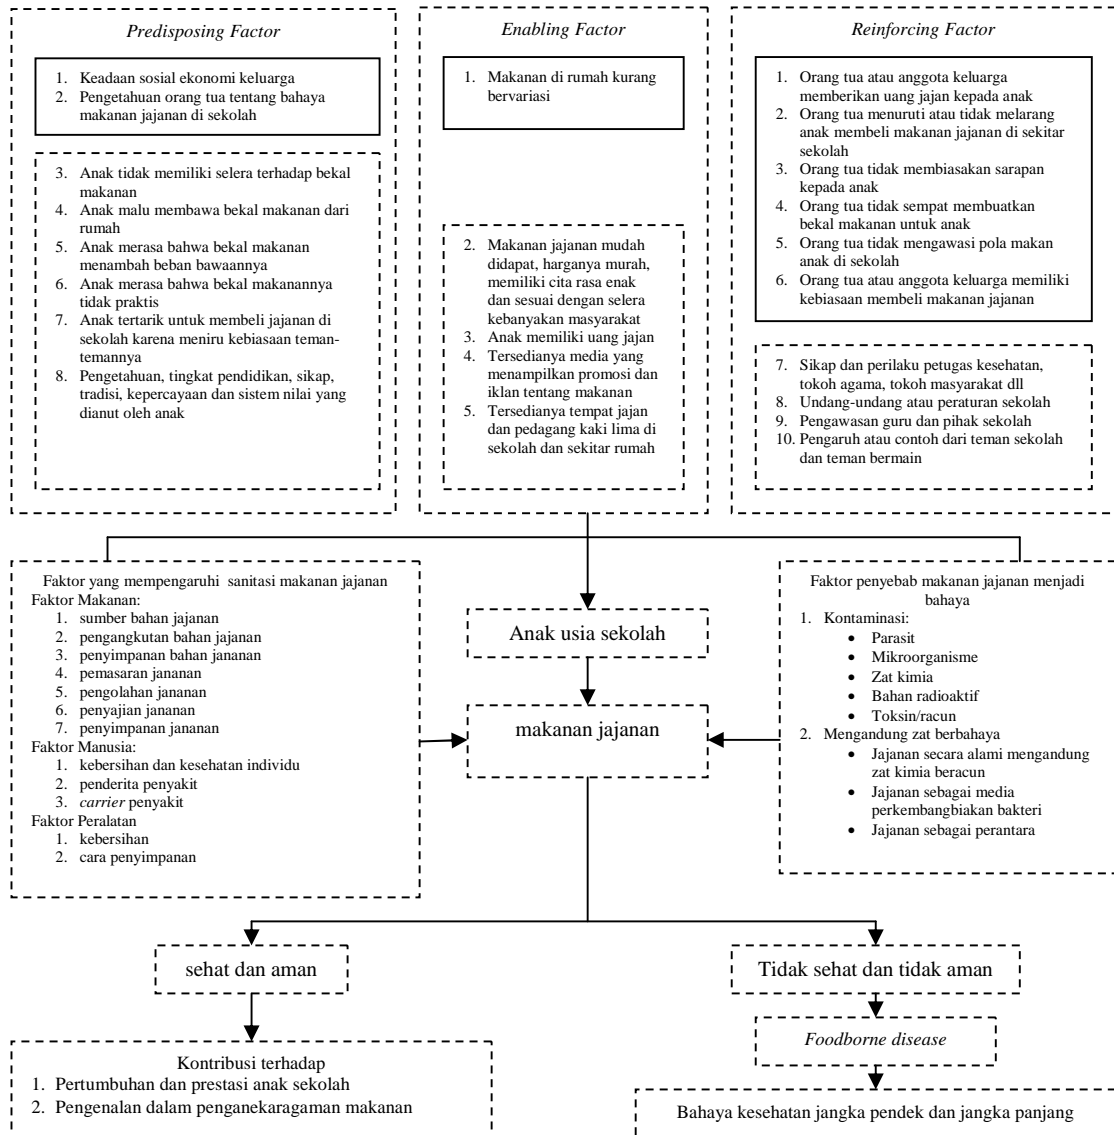 Predisposing Factor
1. Keadaan sosial ekonomi keluarga
2. Pengetahuan orang tua tentang bahaya
makanan jajanan di sekolah
3. Anak tidak memiliki selera terhadap bekal
makanan
4. Anak malu membawa bekal makanan dari
rumah
5. Anak merasa bahwa bekal makanan
menambah beban bawaannya
6. Anak merasa bahwa bekal makanannya
tidak praktis
7. Anak tertarik untuk membeli jajanan di
sekolah karena meniru kebiasaan teman-
temannya
8. Pengetahuan, tingkat pendidikan, sikap,
tradisi, kepercayaan dan sistem nilai yang
dianut oleh anak
Enabling Factor
1. Makanan di rumah kurang
bervariasi
2. Makanan jajanan mudah
didapat, harganya murah,
memiliki cita rasa enak
dan sesuai dengan selera
kebanyakan masyarakat
3. Anak memiliki uang jajan
4. Tersedianya media yang
menampilkan promosi dan
iklan tentang makanan
5. Tersedianya tempat jajan
dan pedagang kaki lima di
sekolah dan sekitar rumah
Reinforcing Factor
1. Orang tua atau anggota keluarga
memberikan uang jajan kepada anak
2. Orang tua menuruti atau tidak melarang
anak membeli makanan jajanan di sekitar
sekolah
3. Orang tua tidak membiasakan sarapan
kepada anak
4. Orang tua tidak sempat membuatkan
bekal makanan untuk anak
5. Orang tua tidak mengawasi pola makan
anak di sekolah
6. Orang tua atau anggota keluarga memiliki
kebiasaan membeli makanan jajanan
7. Sikap dan perilaku petugas kesehatan,
tokoh agama, tokoh masyarakat dll
8. Undang-undang atau peraturan sekolah
9. Pengawasan guru dan pihak sekolah
10. Pengaruh atau contoh dari teman sekolah
dan teman bermain
Faktor yang mempengaruhi sanitasi makanan jajanan
Faktor Makanan:
1. sumber bahan jajanan
2. pengangkutan bahan jajanan
3. penyimpanan bahan jananan
4. pemasaran jananan
5. pengolahan jananan
6. penyajian jananan
7. penyimpanan jananan
Faktor Manusia:
1. kebersihan dan kesehatan individu
2. penderita penyakit
3. carrier penyakit
Faktor Peralatan
1. kebersihan
2. cara penyimpanan
Anak usia sekolah
makanan jajanan
Faktor penyebab makanan jajanan menjadi
bahaya
1. Kontaminasi:
• Parasit
• Mikroorganisme
• Zat kimia
• Bahan radioaktif
• Toksin/racun
2. Mengandung zat berbahaya
• Jajanan secara alami mengandung
zat kimia beracun
• Jajanan sebagai media
perkembangbiakan bakteri
• Jajanan sebagai perantara
sehat dan aman
Tidak sehat dan tidak aman
Foodborne disease
Kontribusi terhadap
1. Pertumbuhan dan prestasi anak sekolah
2. Pengenalan dalam penganekaragaman makanan
Bahaya kesehatan jangka pendek dan jangka panjang